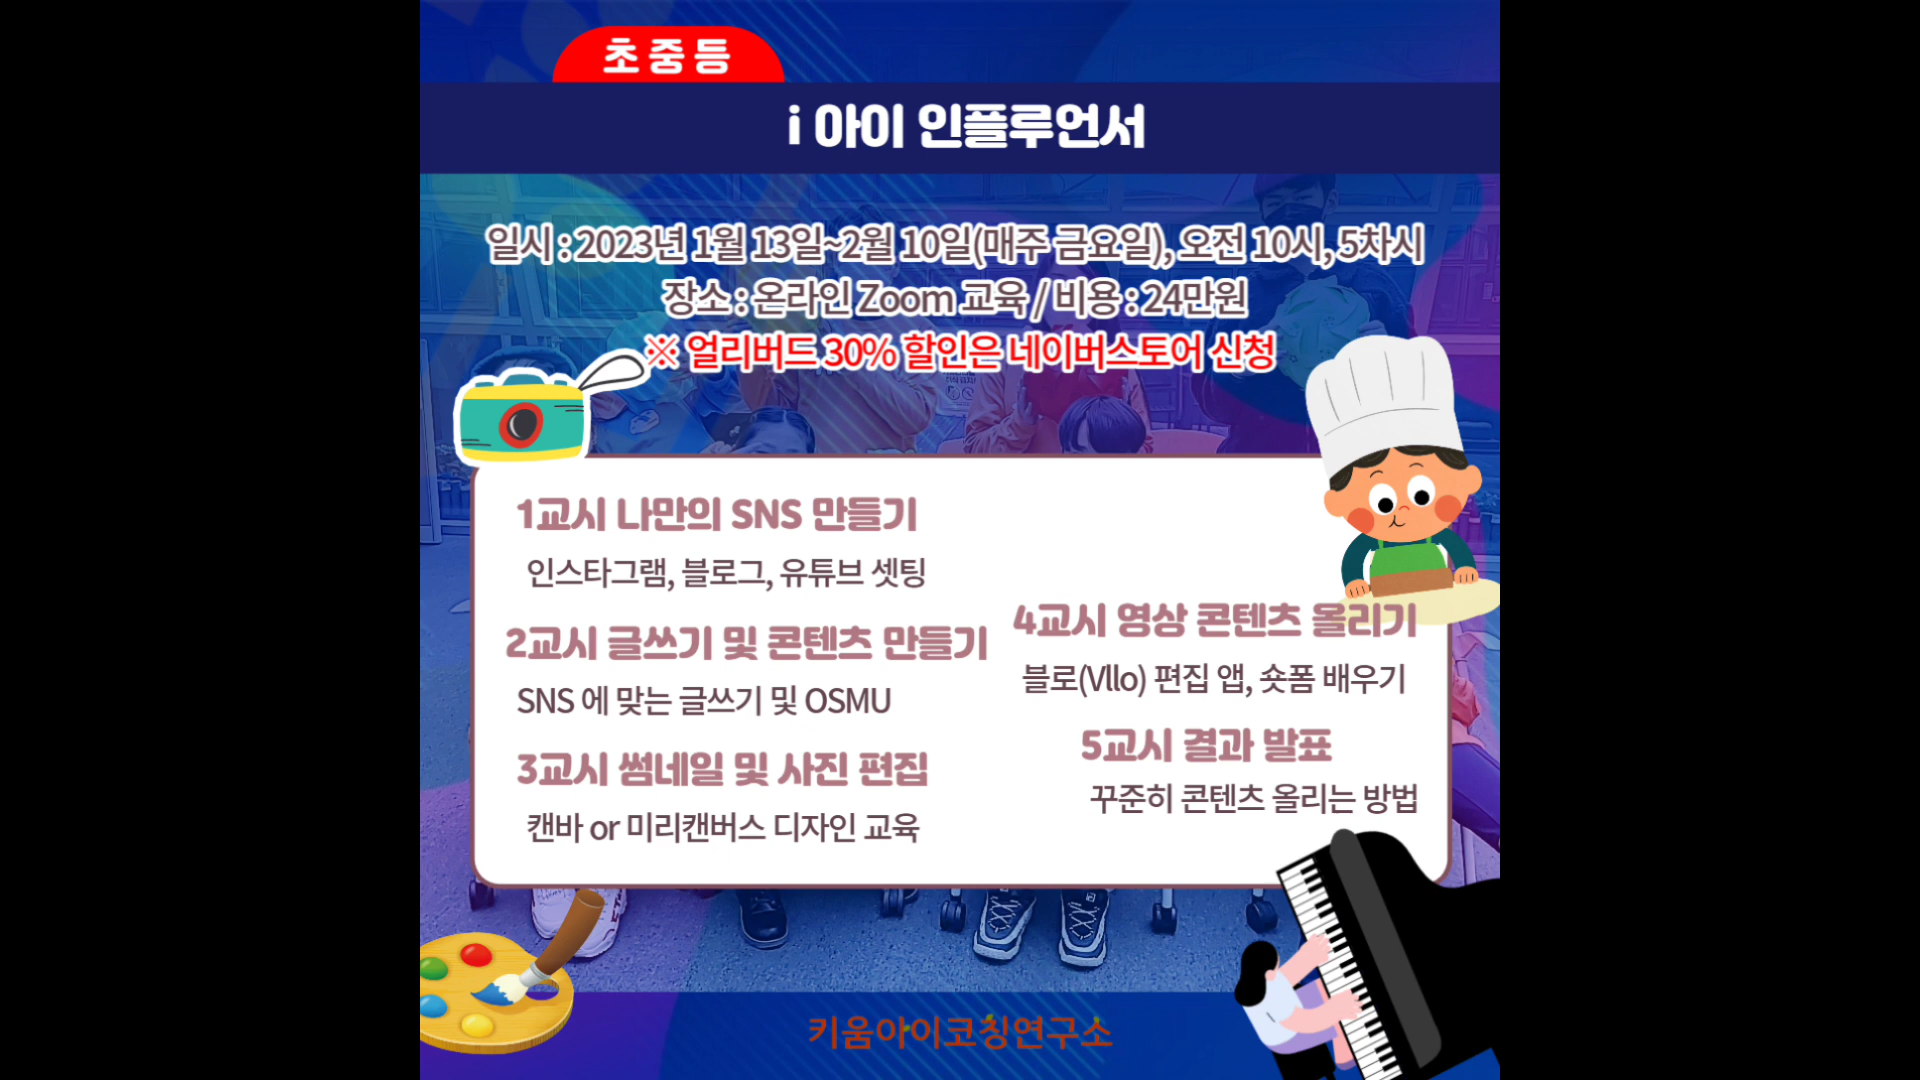 초중등
i 아이 인플루언서
일시 : 2023년 1월 13일~2월 10일(매주 금요일), 오전 10시, 5차시
장소 : 온라인 Zoom 교육 / 비용 : 24만원
※ 얼리버드 30% 할인은 네이버스토어 신청
1교시 나만의 SNS 만들기
인스타그램, 블로그, 유튜브 셋팅
2교시 글쓰기 및 콘텐츠 만들기
SNS 에 맞는 글쓰기 및 OSMU
3교시 썸네일 및 사진 편집
캔바 or 미리캔버스 디자인 교육
4교시 영상 콘텐츠 올리기
블로(Vllo) 편집 앱, 숏폼 배우기
5교시 결과 발표
꾸준히 콘텐츠 올리는 방법
키움아이코칭연구소